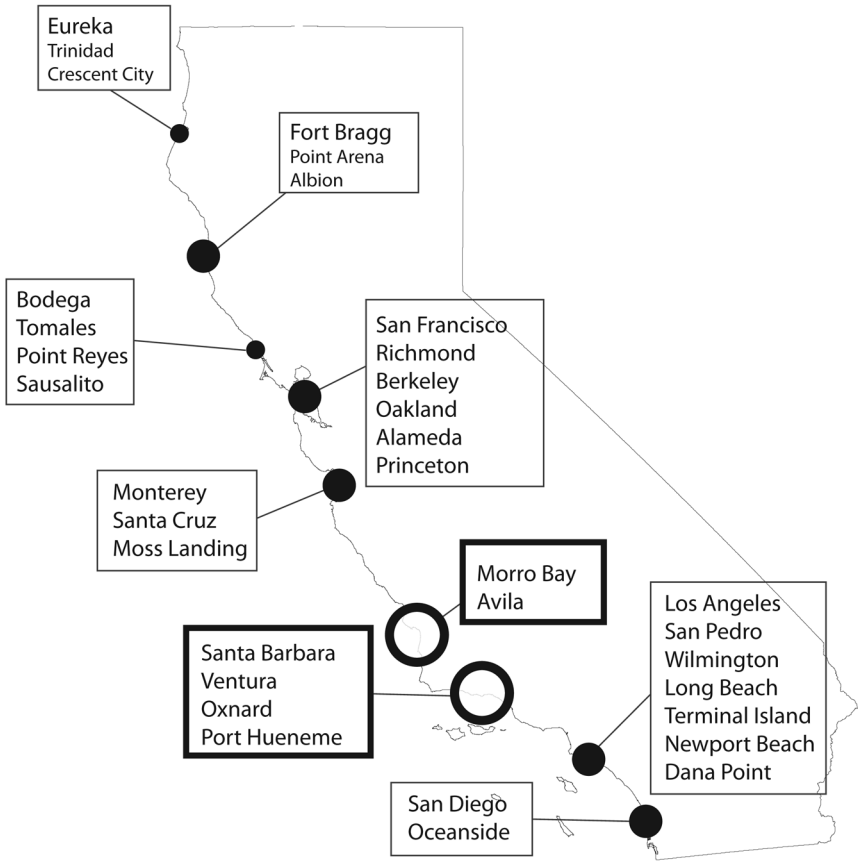 Eureka
Trinidad
Crescent City
Fort Bragg
Point Arena
Albion
Bodega
Tomales
Point Reyes
Sausalito
San Francisco
Richmond
Berkeley
Oakland
Alameda
Princeton
Monterey
Santa Cruz
Moss Landing
Morro Bay
Avila
Santa Barbara
Ventura
Oxnard
Port Hueneme
Los Angeles
San Pedro
Wilmington
Long Beach
Terminal Island
Newport Beach
Dana Point
San Diego
Oceanside